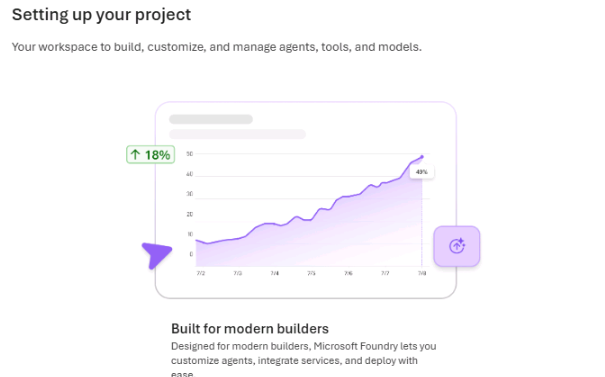 Setting up your project
Your workspace to build, customize, and manage agents, tools, and models.
↑ 18%
50
40
30
20
10
0
49%
7/2 7/3 7/4 7/5 7/6 7/7 7/8
Built for modern builders
Designed for modern builders, Microsoft Foundry lets you
customize agents, integrate services, and deploy with
ease.